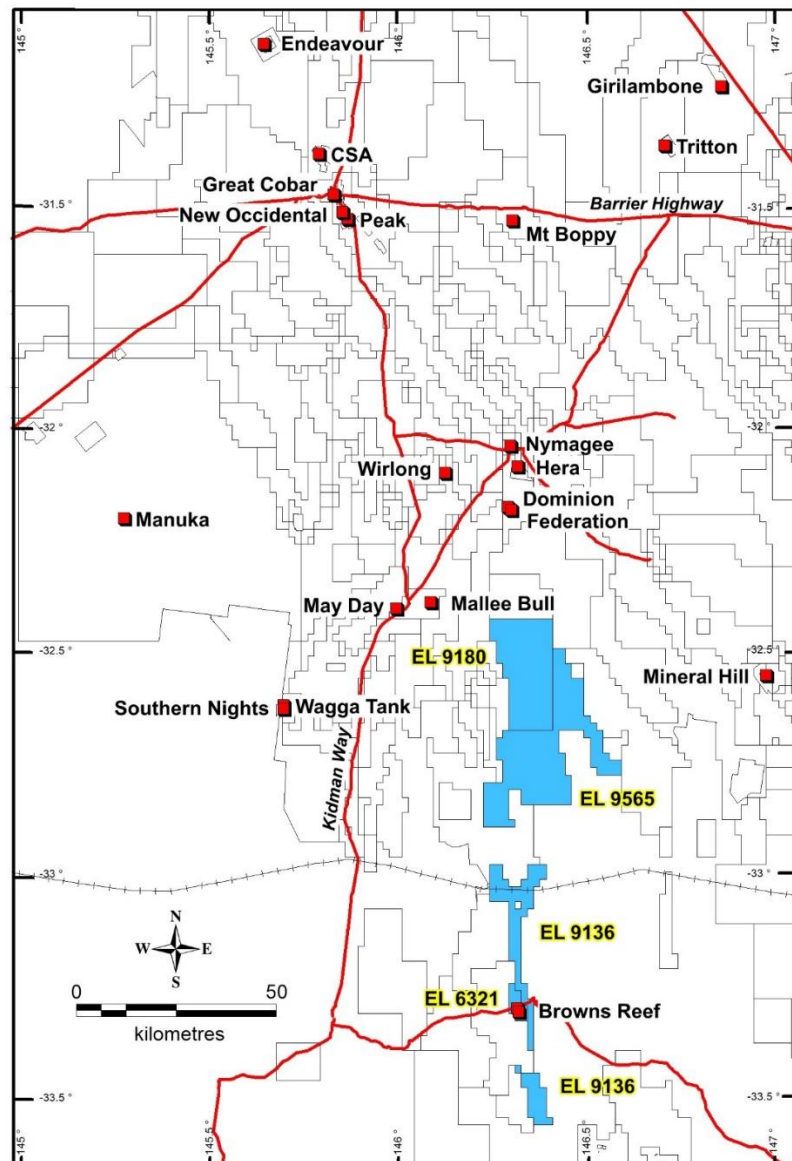 145°
145.5°
146°
146.5°
147°
Endeavour
Girilambone
CSA
Tritton
Great Cobar
Barrier Highway
-31.5°
-31.5°
New Occidental
Peak
Mt Boppy
-32°
-32°
Nymagee
Wirlong
Hera
Dominion
Manuka
Federation
May Day
Mallee Bull
-32.5°
EL 9180
-32.5°
Mineral Hill
Southern Nights
Wagga Tank
Kidman Way
EL 9565
-33°
-33°
N
W
E
S
EL 9136
0
50
EL 6321
Browns Reef
kilometres
-33.5°
EL 9136
-33.5°
145°
145.5°
146°
146.5°
147°